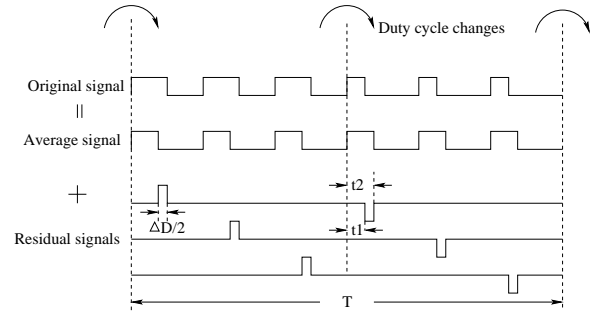 Duty cycle changes
Original signal
=
Average signal
+
t2
ΔD/2
t1
Residual signals
T